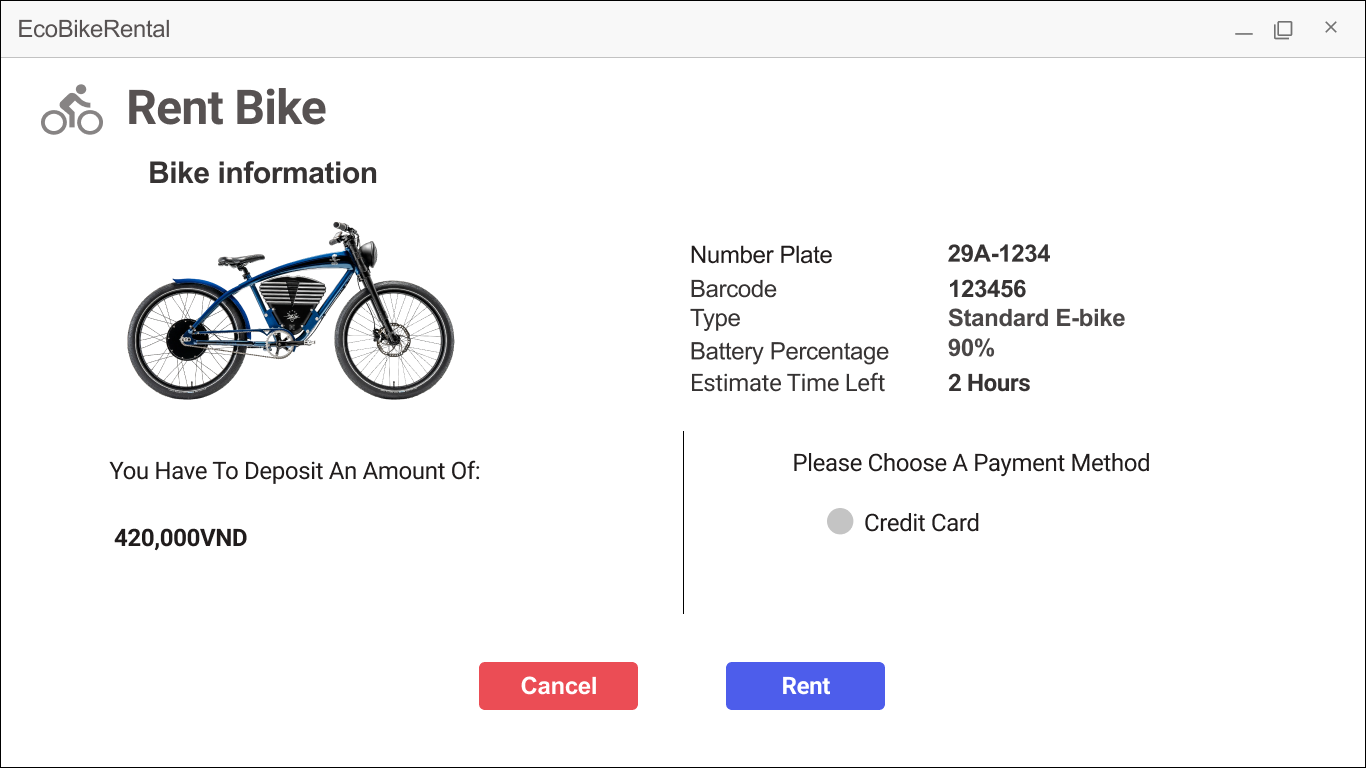 EcoBikeRental
Rent Bike
Bike information
Number Plate 29A-1234
Barcode 123456
Type Standard E-bike
Battery Percentage 90%
Estimate Time Left 2 Hours
You Have To Deposit An Amount Of:
420,000VND
Please Choose A Payment Method
Credit Card
Cancel Rent